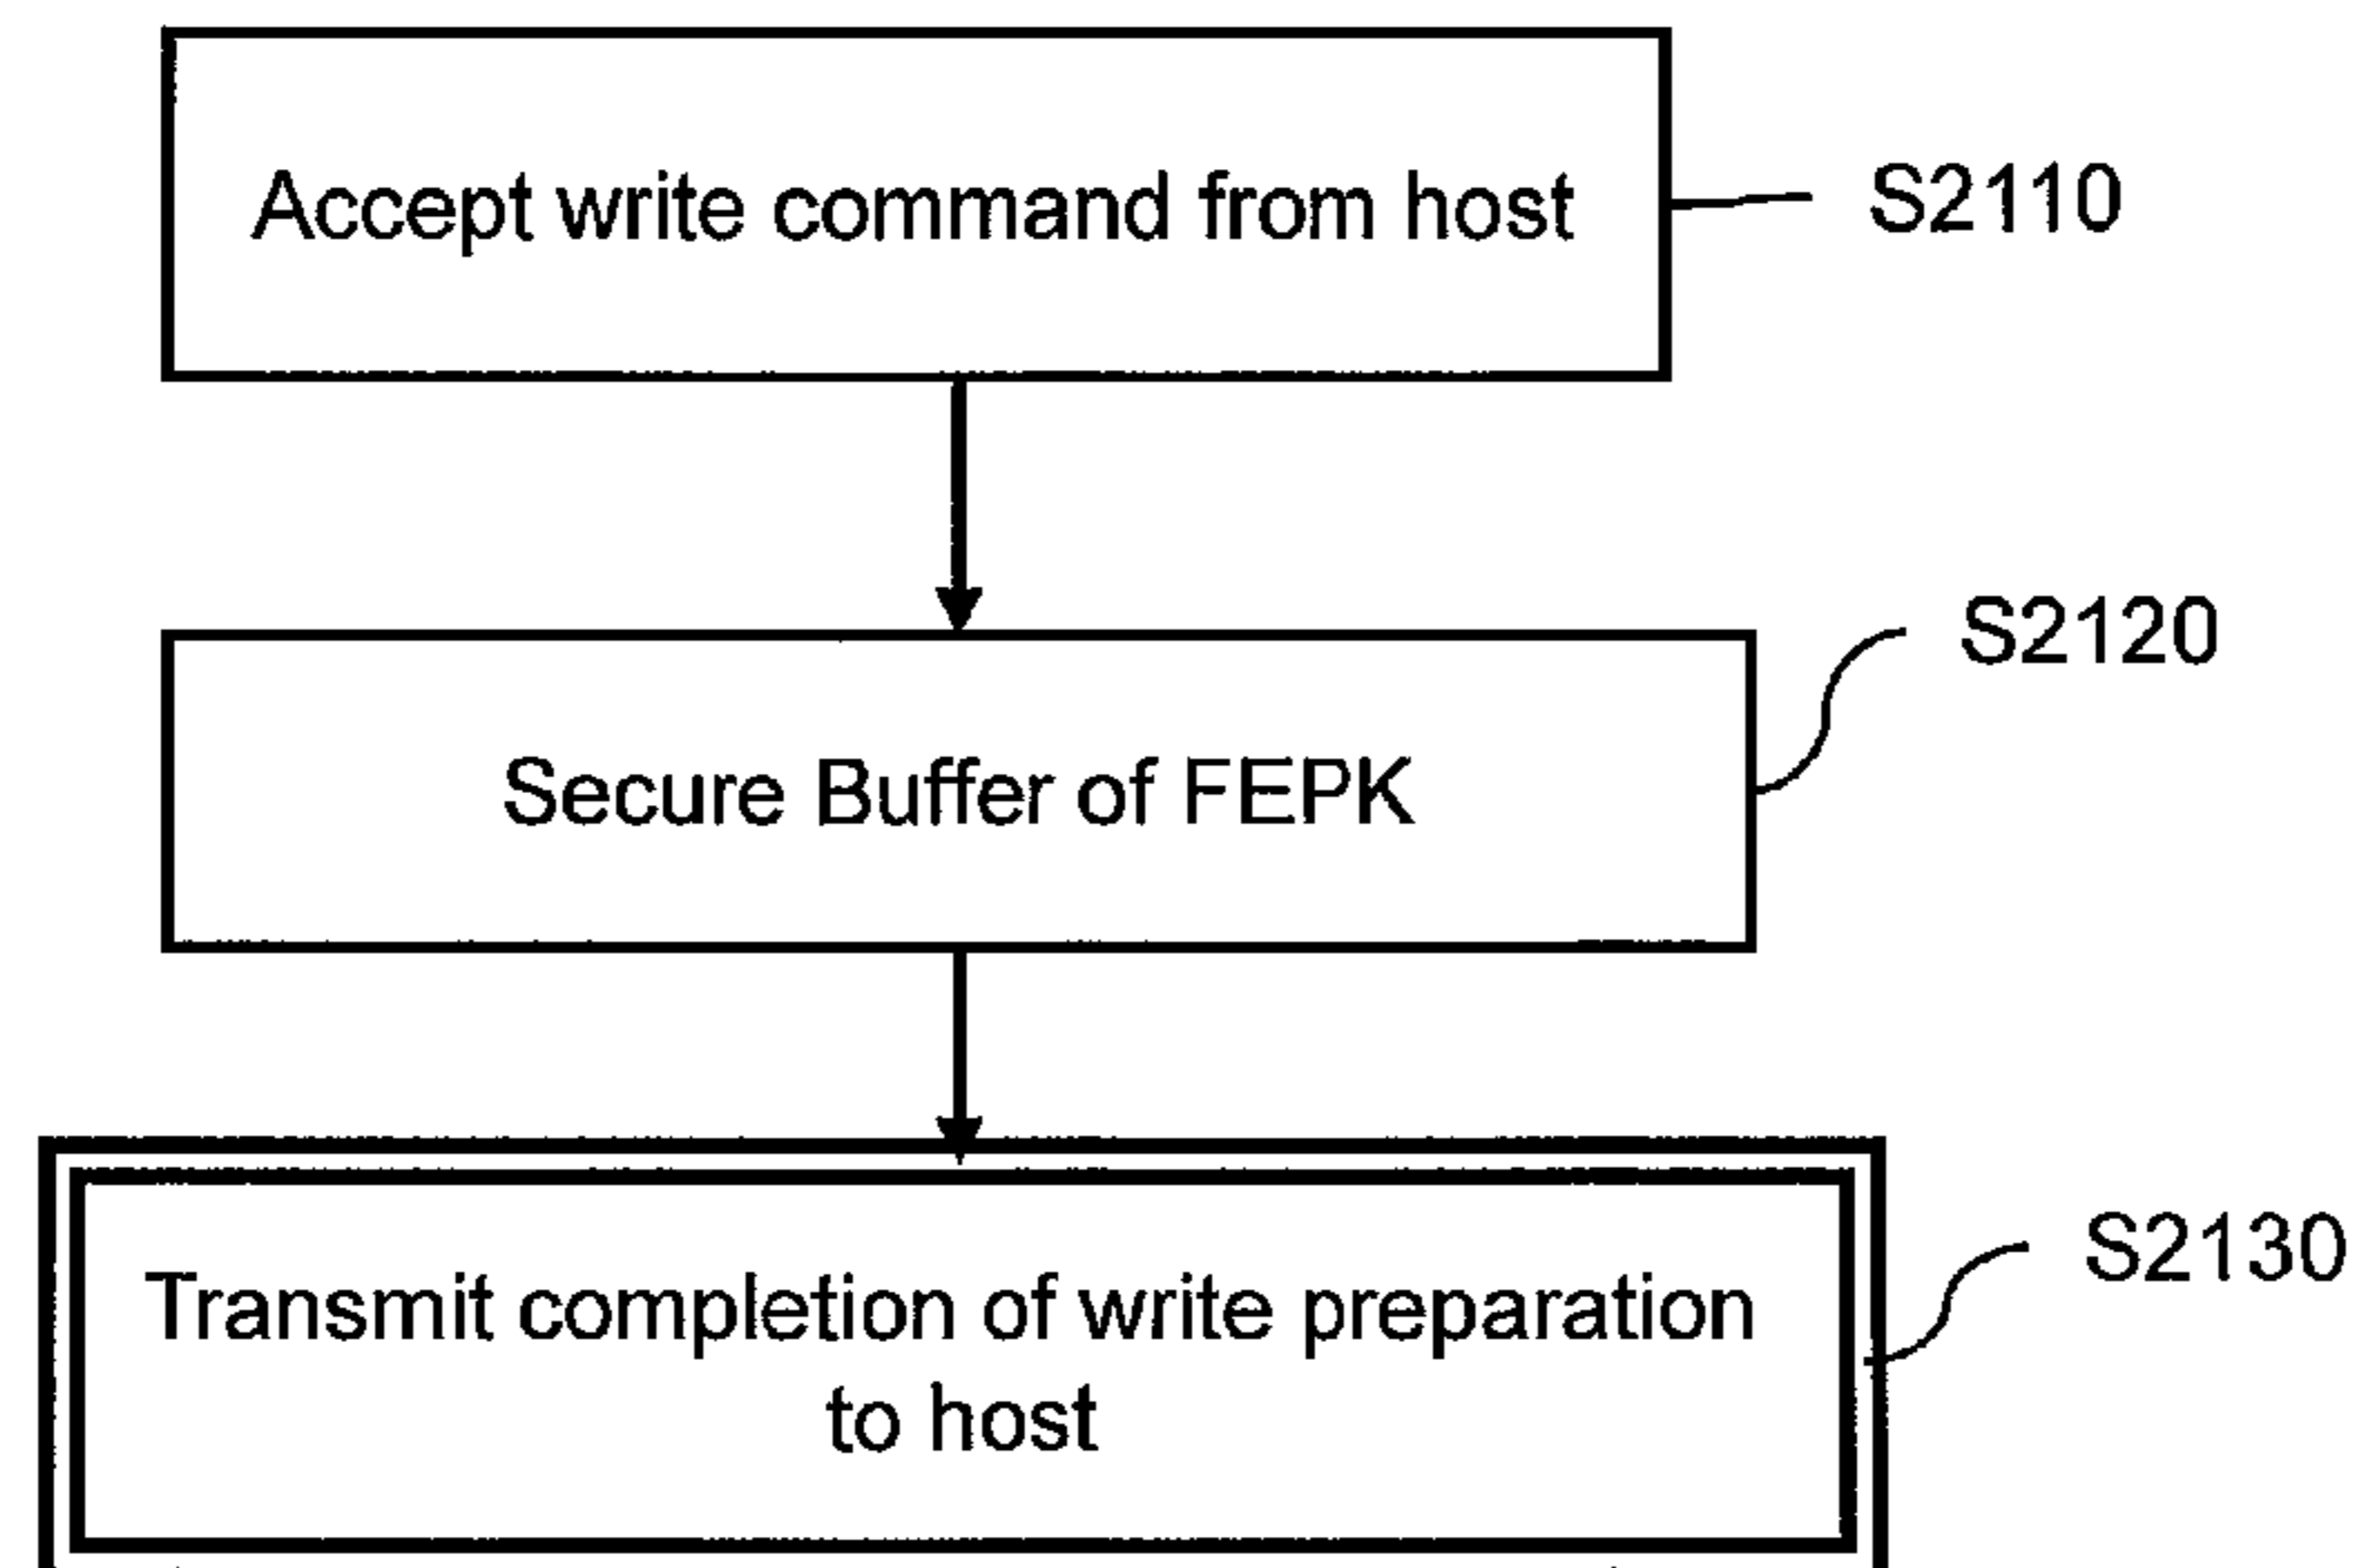 Accept write command from host
S2110
S2120
Secure Buffer of FEPK
S2130
Transmit completion of write preparation
to host